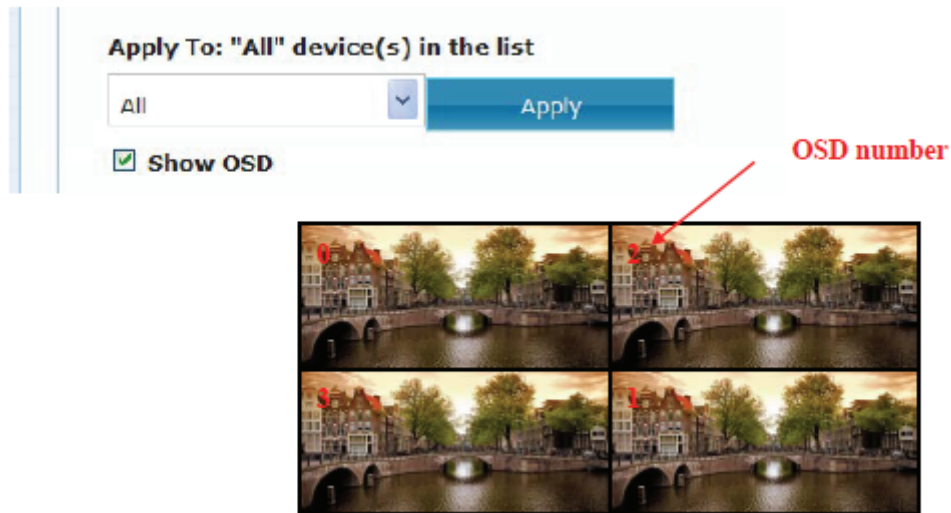 Apply To: "All" device(s) in the list
All
Apply
Show OSD
OSD number
0
2
3
1